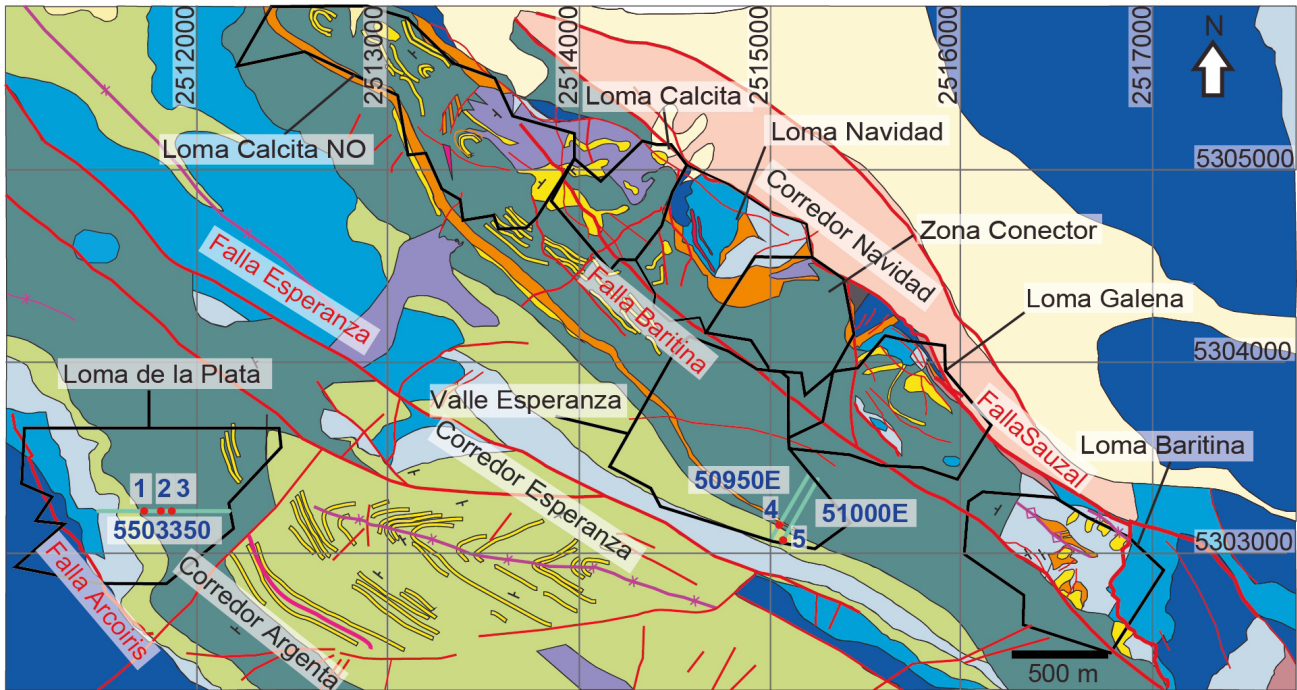 2512000
2513000
2514000
2515000
2516000
2517000
N
Loma Calcita
Loma Navidad
Loma Calcita NO
5305000
Corredor Navidad
Zona Conector
Falla Esperanza
Falla Baritina
Loma Galena
5304000
Loma de la Plata
Valle Esperanza
FallaSauzal
Loma Baritina
Corredor Esperanza
50950E
1 2 3
4
51000E
5503350
5
5303000
Falla Arcoiris
Corredor Argenta
500 m